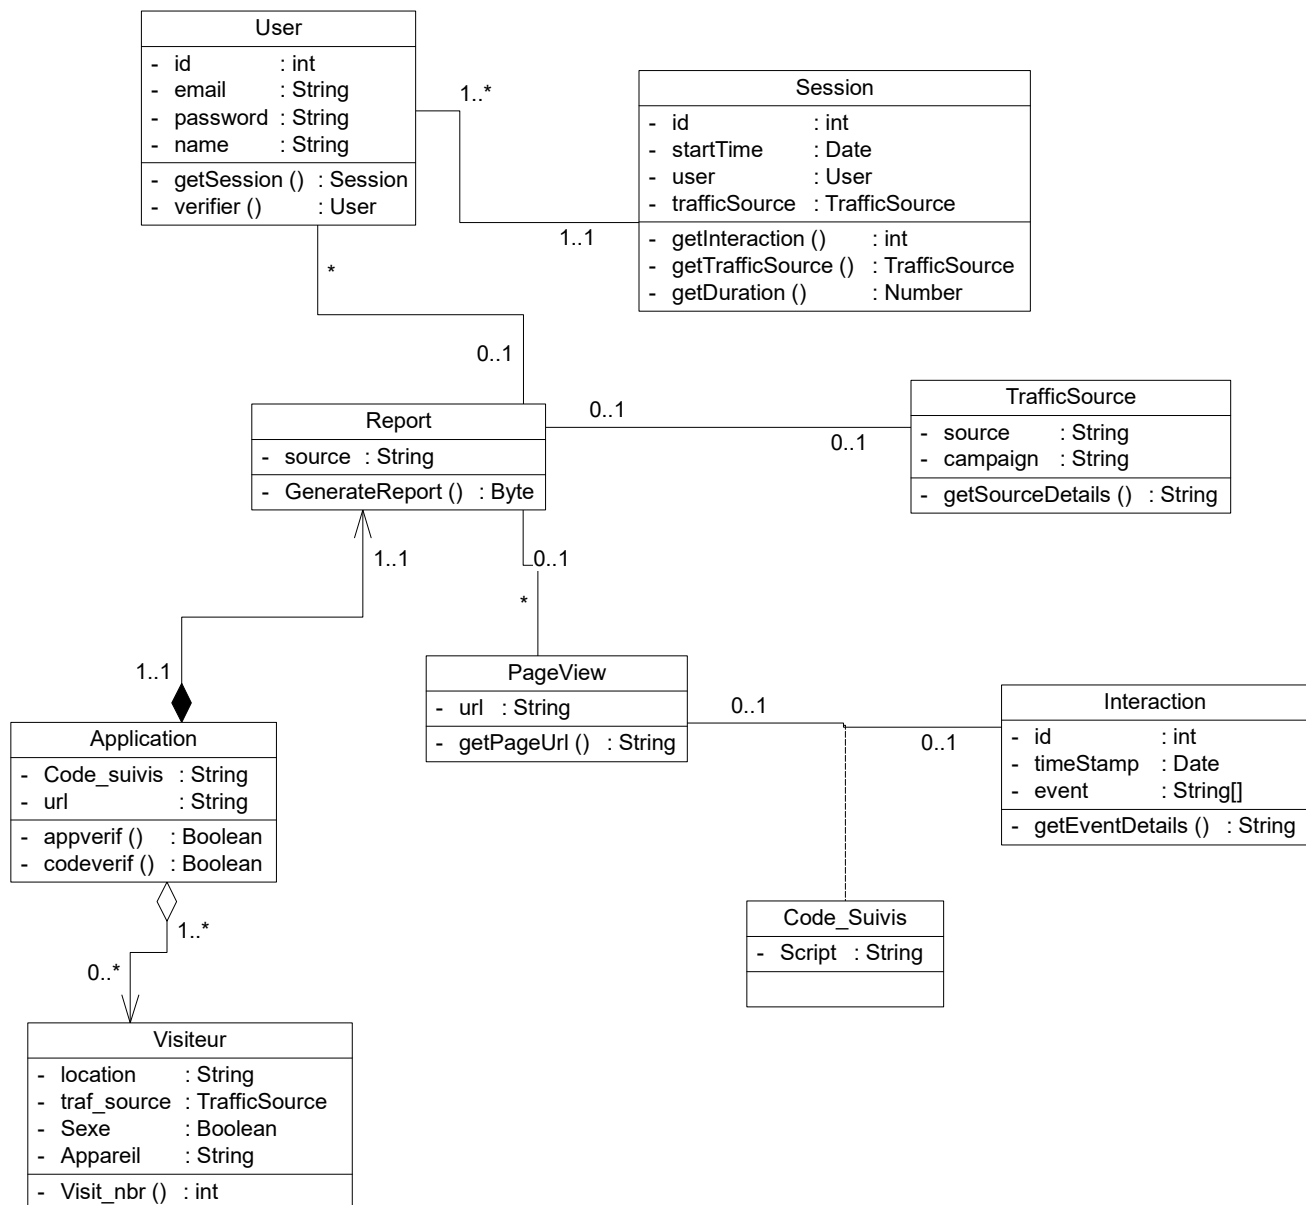 User
- id : int
- email : String
- password : String
- name : String
- getSession () : Session
- verifier () : User
1..*
1..1
Session
- id : int
- startTime : Date
- user : User
- trafficSource : TrafficSource
- getInteraction () : int
- getTrafficSource () : TrafficSource
- getDuration () : Number
*
0..1
Report
- source : String
- GenerateReport () : Byte
0..1
0..1
TrafficSource
- source : String
- campaign : String
- getSourceDetails () : String
1..1
1..1
0..1
*
PageView
- url : String
- getPageUrl () : String
0..1
0..1
Interaction
- id : int
- timeStamp : Date
- event : String[]
- getEventDetails () : String
Application
- Code_suivis : String
- url : String
- appverif () : Boolean
- codeverif () : Boolean
Code_Suivis
- Script : String
1..*
0..*
Visiteur
- location : String
- traf_source : TrafficSource
- Sexe : Boolean
- Appareil : String
- Visit_nbr () : int